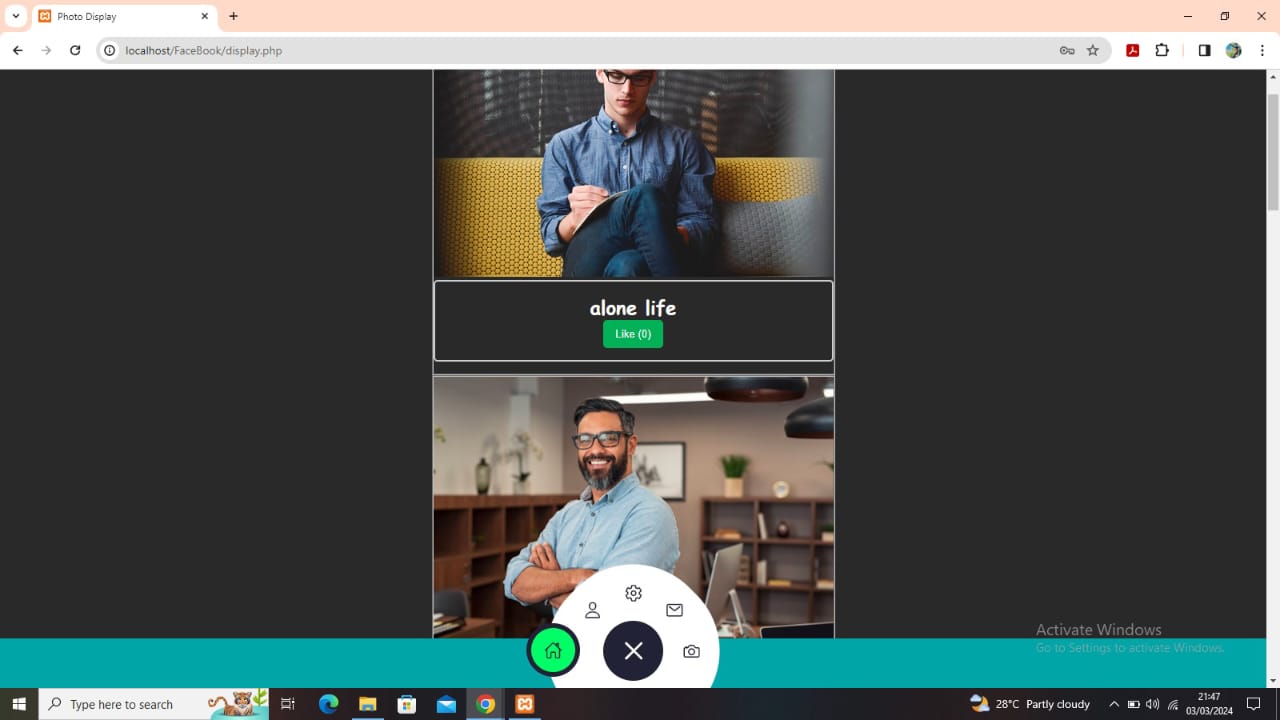 Photo Display
localhost/FaceBook/display.php
alone life
Like (0)
Activate Windows
Go to Settings to activate Windows.
Type here to search
28°C Partly cloudy
21:47
03/03/2024